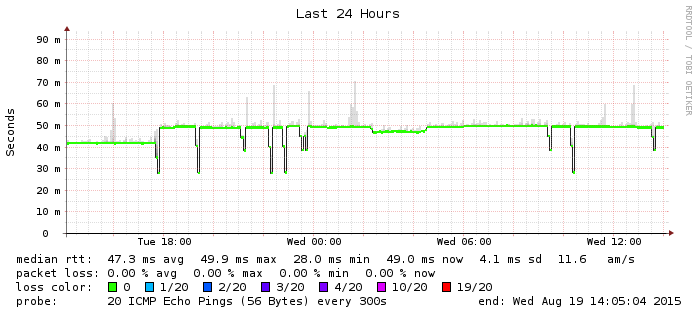 Last 24 Hours
RRDTOOL / TOBI OETIKER
Seconds
90 m
80 m
70 m
60 m
50 m
40 m
30 m
20 m
10 m
0
Tue 18:00 Wed 00:00 Wed 06:00 Wed 12:00
median rtt: 47.3 ms avg 49.9 ms max 28.0 ms min 49.0 ms now 4.1 ms sd 11.6 am/s
packet loss: 0.00 % avg 0.00 % max 0.00 % min 0.00 % now
loss color: 0 1/20 2/20 3/20 4/20 10/20 19/20
probe: 20 ICMP Echo Pings (56 Bytes) every 300s end: Wed Aug 19 14:05:04 2015